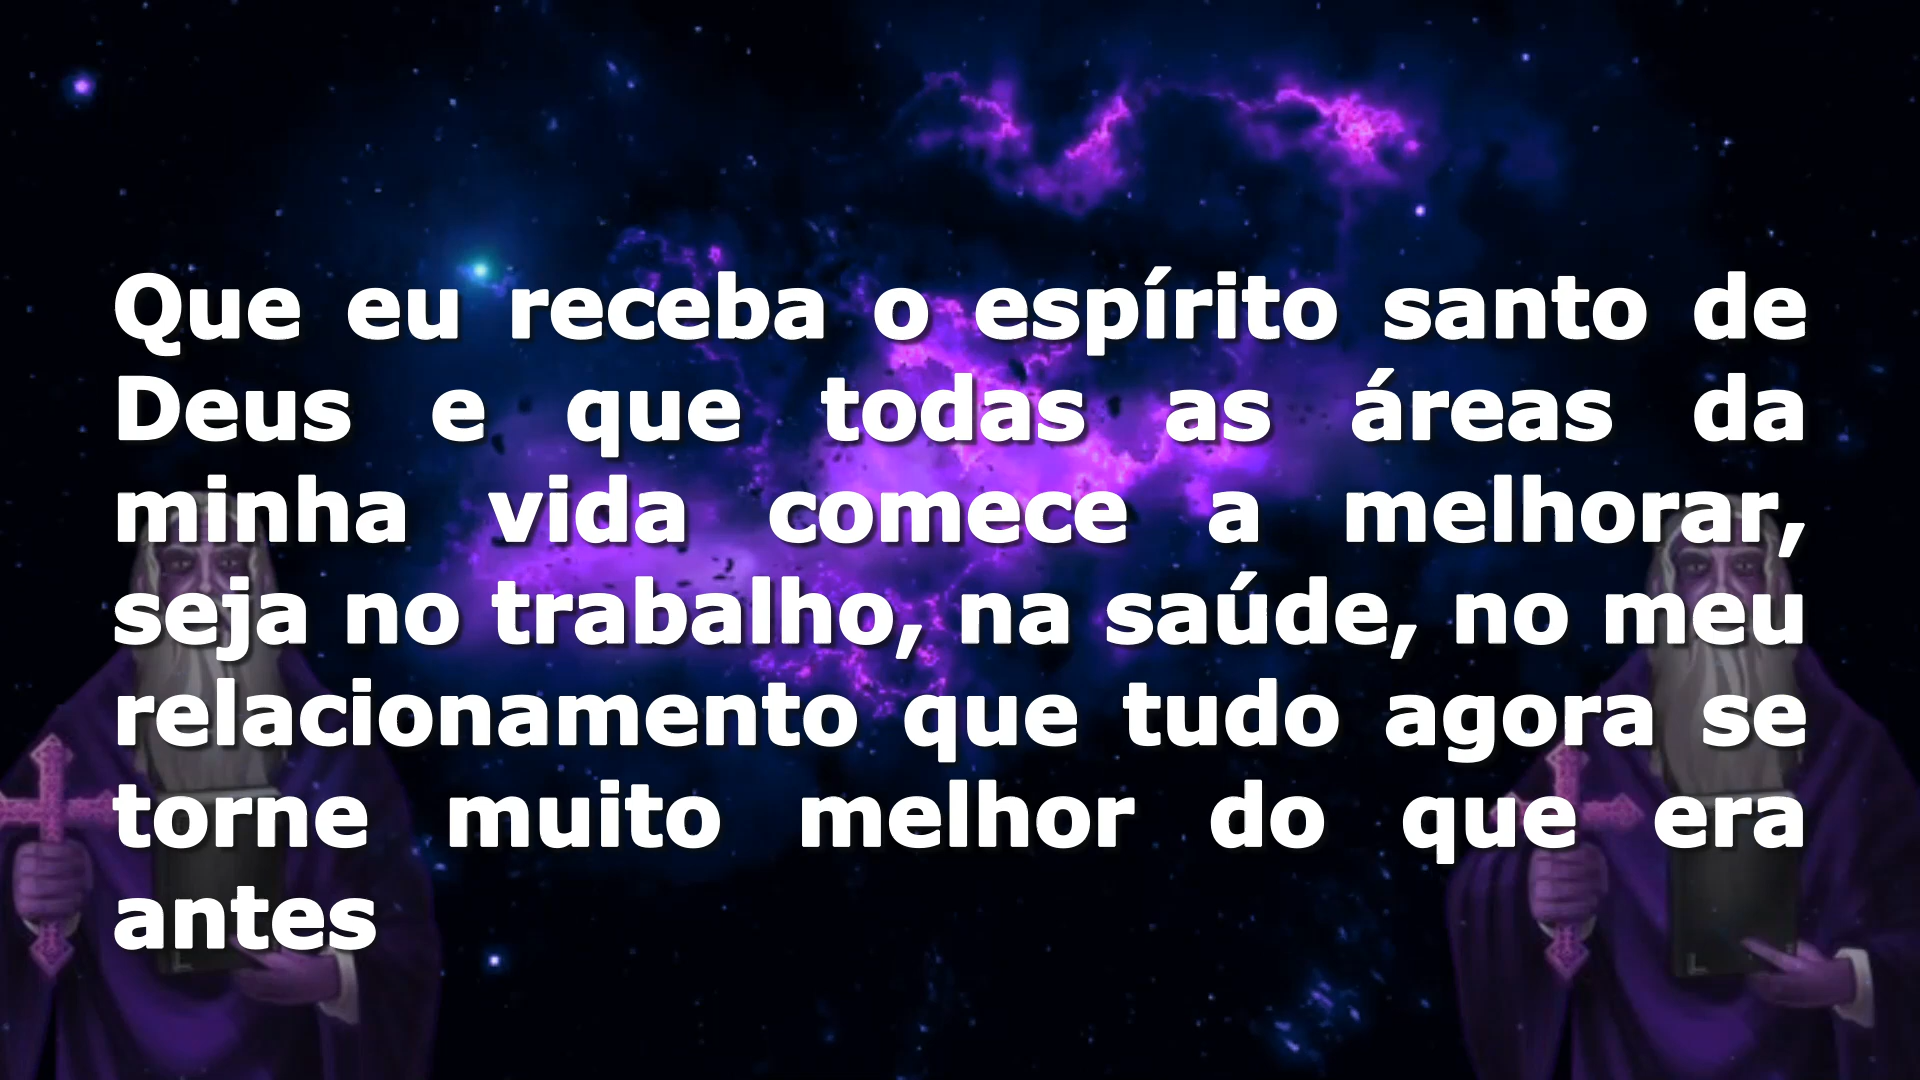 Que eu receba o espírito santo de
Deus e que todas as áreas da
minha vida comece a melhorar,
seja no trabalho, na saúde, no meu
relacionamento que tudo agora se
torne muito melhor do que era
antes